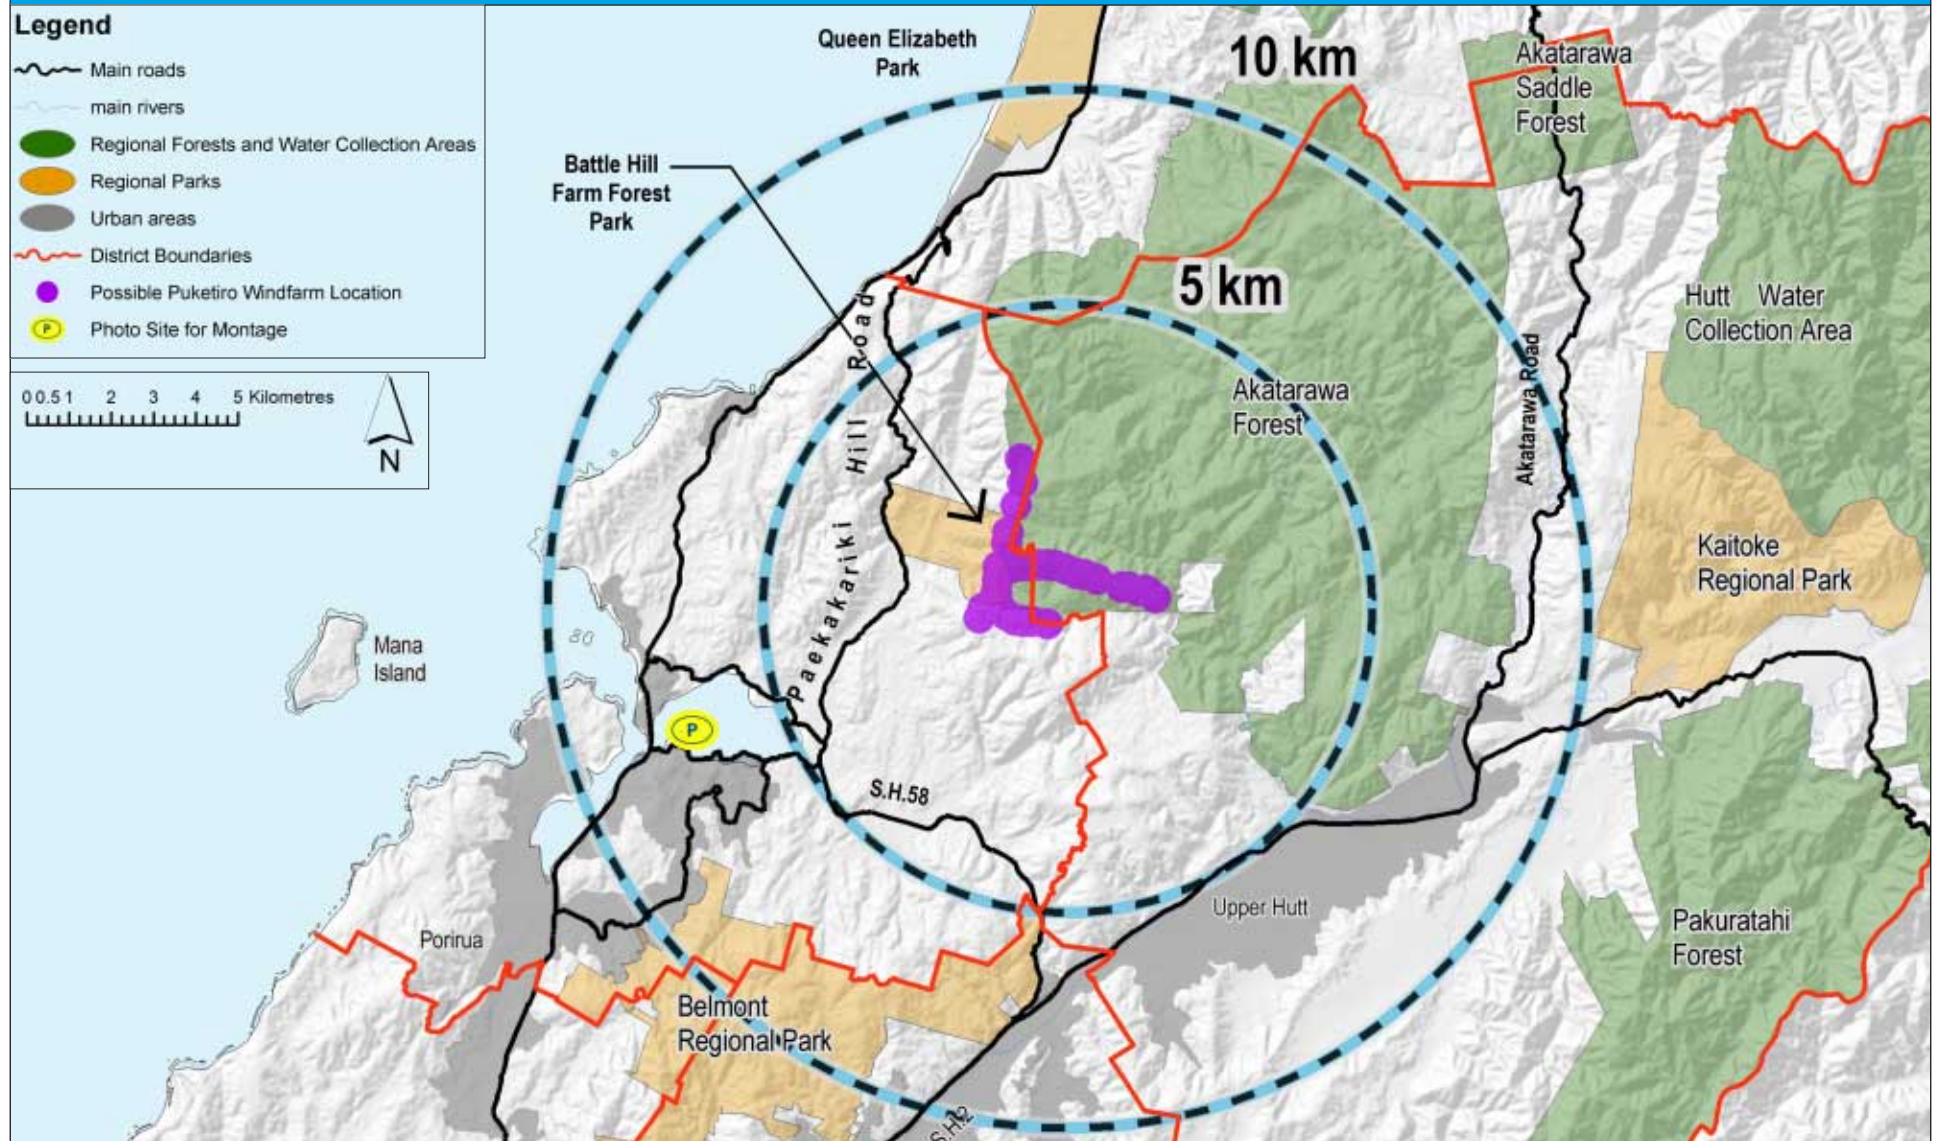 Legend
Main roads
main rivers
Regional Forests and Water Collection Areas
Regional Parks
Urban areas
District Boundaries
Possible Puketiro Windfarm Location
P
Photo Site for Montage
0 0.5 1 2 3 4 5 Kilometres
N
Queen Elizabeth
Park
10 km
Akatarawa
Saddle
Forest
Battle Hill
Farm Forest
Park
5 km
Hutt Water
Collection Area
Paekakariki Hill Road
Akatarawa
Forest
Akatarawa Road
Kaitoke
Regional Park
Mana
Island
80
P
S.H.58
Upper Hutt
Porirua
Pakuratahi
Forest
Belmont
Regional Park
S.H.2